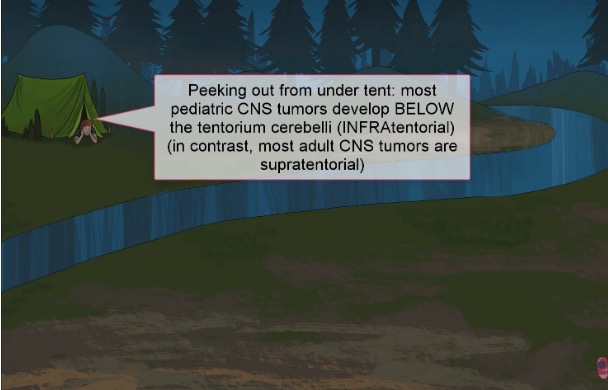 Peeking out from under tent: most
pediatric CNS tumors develop BELOW
the tentorium cerebelli (INFRAtentorial)
(in contrast, most adult CNS tumors are
supratentorial)